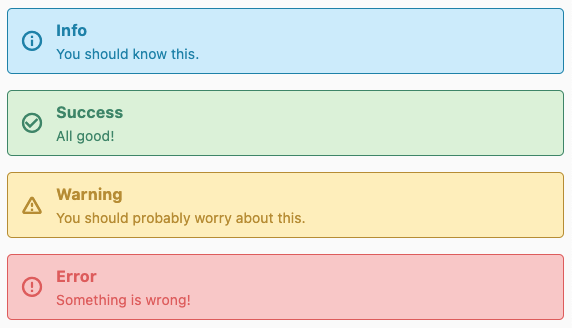 Info
You should know this.
Success
All good!
Warning
You should probably worry about this.
Error
Something is wrong!